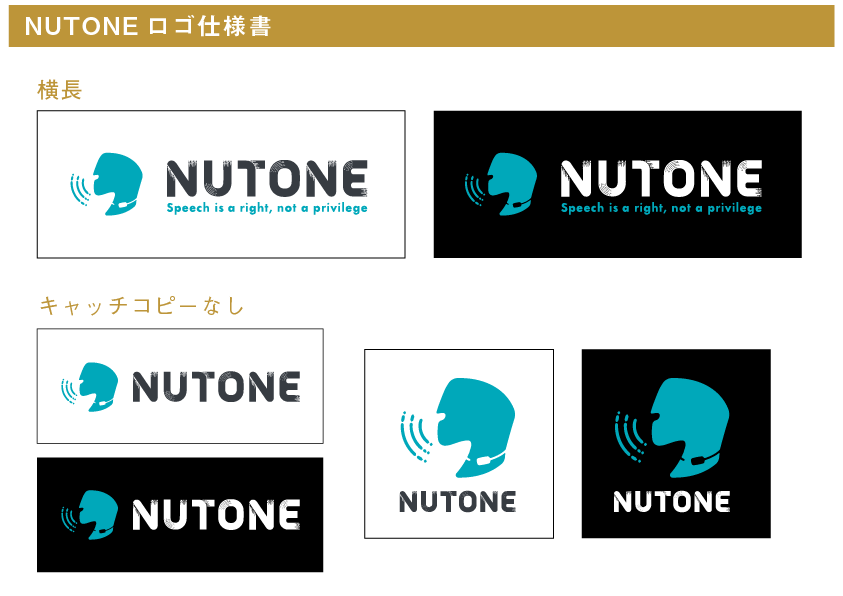 NUTONE ロゴ仕様書
横長
NUTONE
Speech is a right, not a privilege
NUTONE
Speech is a right, not a privilege
キャッチコピーなし
NUTONE
NUTONE
NUTONE
NUTONE